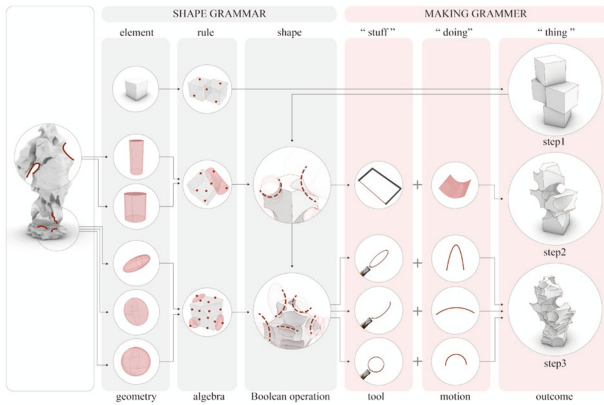 SHAPE GRAMMAR MAKING GRAMMER
element rule shape “ stuff ” “ doing ” “ thing ”
step1
step2
step3
geometry algebra Boolean operation tool motion outcome